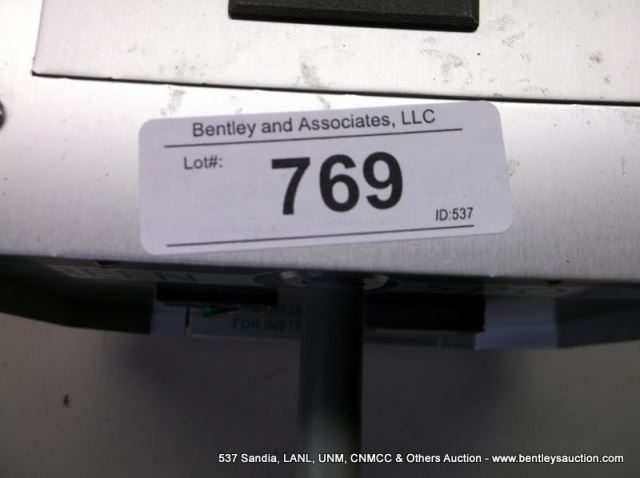 Bentley and Associates, LLC
Lot#:
769
ID:537
FOR INSTR
537 Sandia, LANL, UNM, CNMCC & Others Auction - www.bentleysauction.com